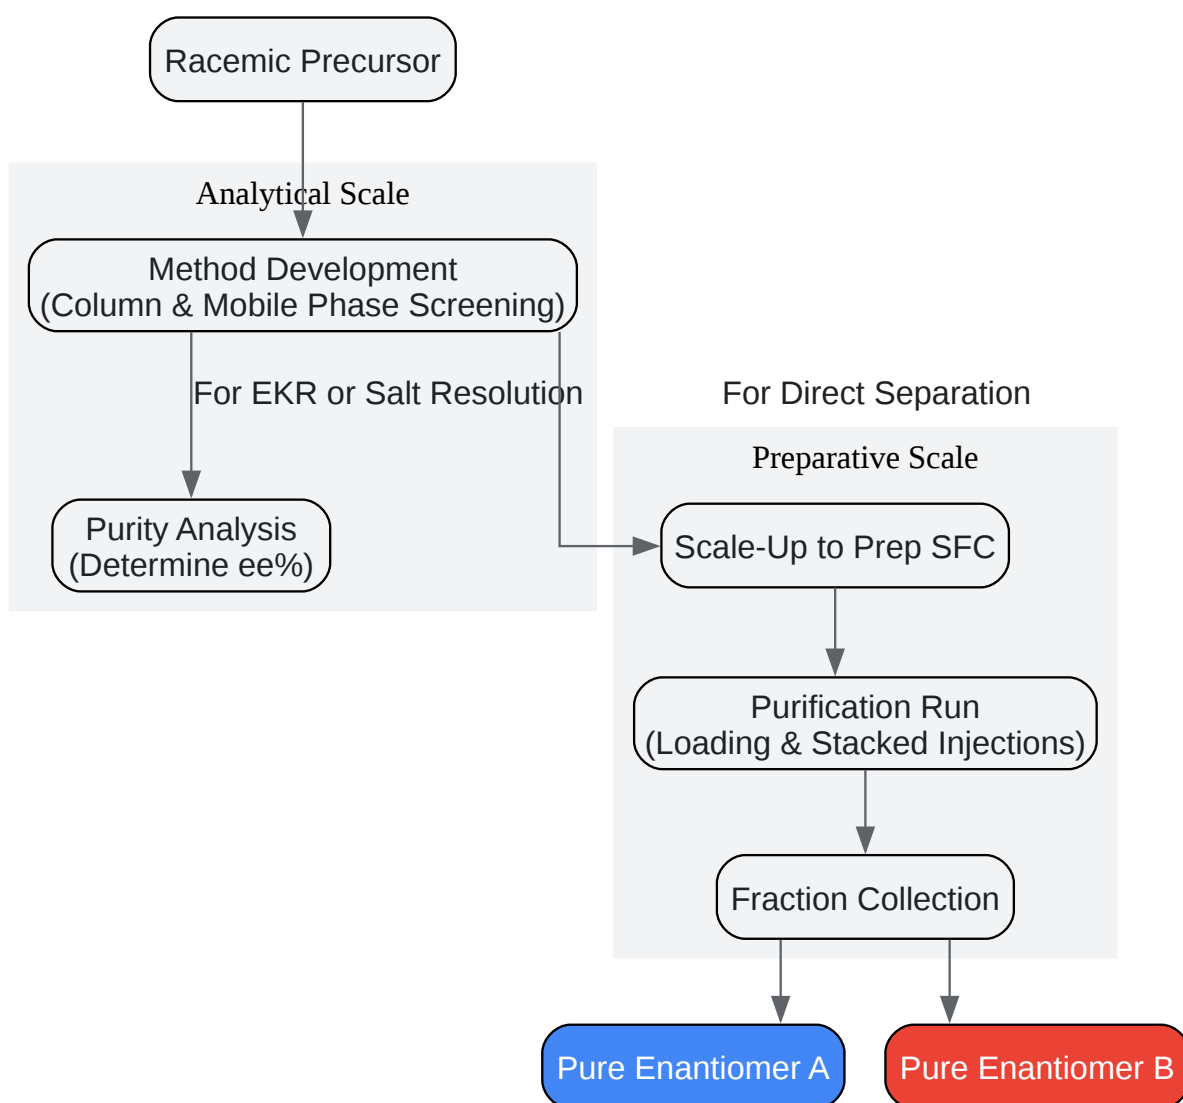 Racemic Precursor
Analytical Scale
Method Development
(Column & Mobile Phase Screening)
For EKR or Salt Resolution
For Direct Separation
Purity Analysis
(Determine ee%)
Preparative Scale
Scale-Up to Prep SFC
Purification Run
(Loading & Stacked Injections)
Fraction Collection
Pure Enantiomer A
Pure Enantiomer B